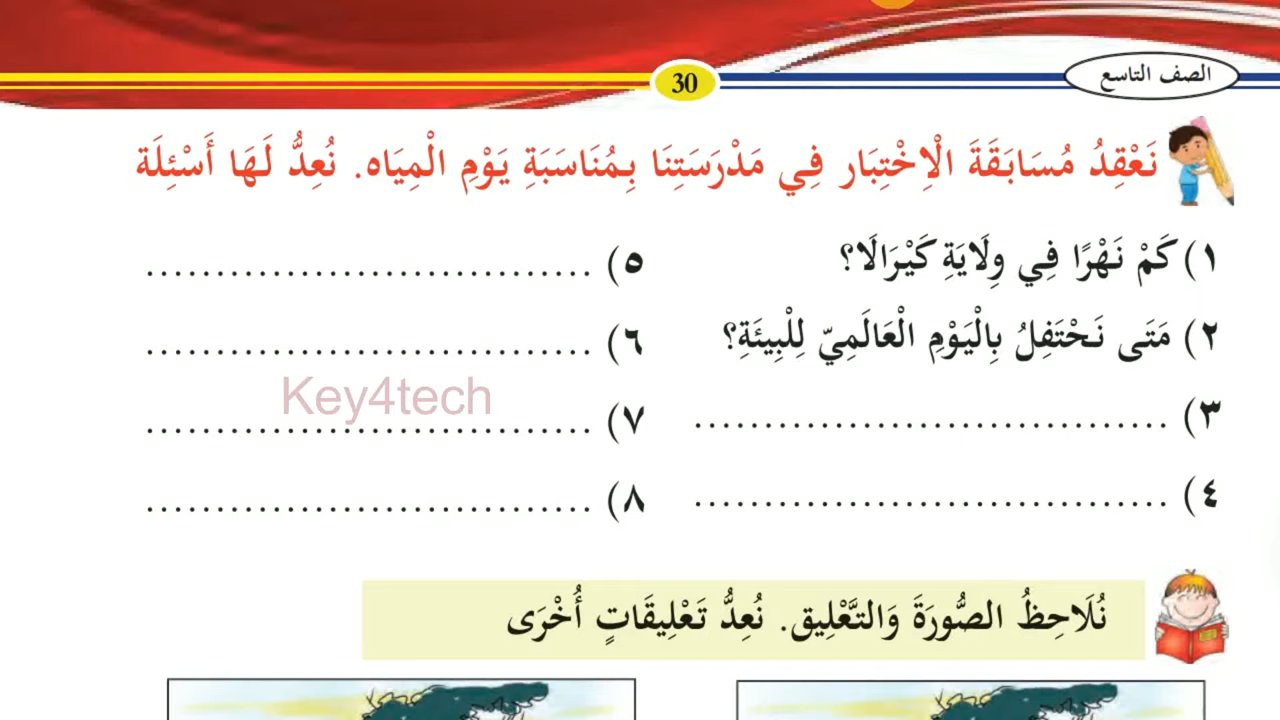 الصف التاسع
30
نَعْقِدُ مُسَابَقَةَ الْاِخْتِبَار فِي مَدْرَسَتِنَا بِمُنَاسَبَةِ يَوْمِ الْمِيَاه. نُعِدُّ لَهَا أَسْئِلَة
١) كَمْ نَهْرًا فِي وِلَايَةِ كَيْرَالَا؟
٢) مَتَى نَحْتَفِلُ بِالْيَوْمِ الْعَالَمِيّ لِلْبِيئَةِ؟
٣) ..................................
٤) ..................................
٥) ................................
٦) ................................
٧) ................................
٨) ................................
Key4tech
نُلَاحِظُ الصُّورَةَ وَالتَّعْلِيق. نُعِدُّ تَعْلِيقَاتٍ أُخْرَى